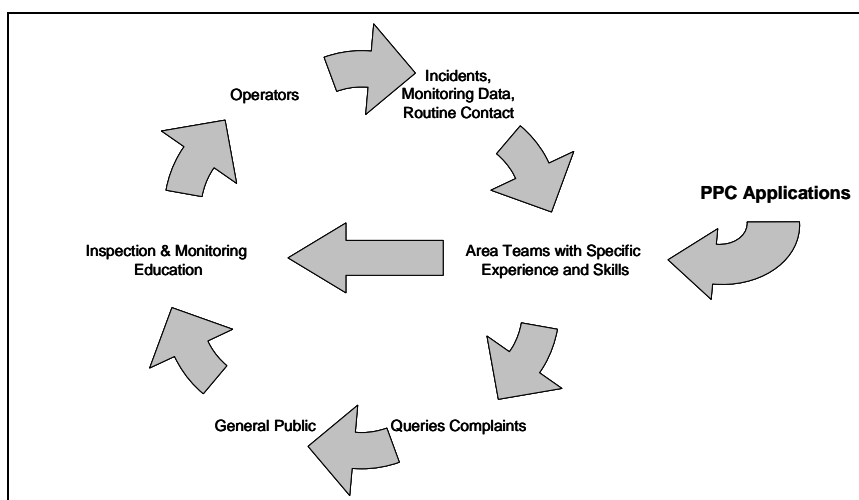 Operators
Incidents,
Monitoring Data,
Routine Contact
PPC Applications
Inspection & Monitoring
Education
Area Teams with Specific
Experience and Skills
General Public
Queries Complaints